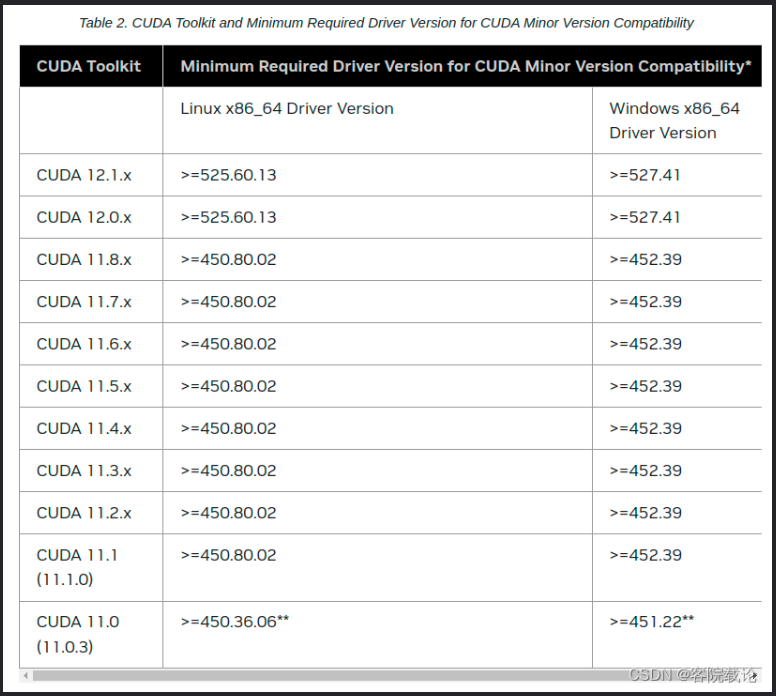 Table 2. CUDA Toolkit and Minimum Required Driver Version for CUDA Minor Version Compatibility
CUDA Toolkit Minimum Required Driver Version for CUDA Minor Version Compatibility*
Linux x86_64 Driver Version Windows x86_64
Driver Version
CUDA 12.1.x >=525.60.13 >=527.41
CUDA 12.0.x >=525.60.13 >=527.41
CUDA 11.8.x >=450.80.02 >=452.39
CUDA 11.7.x >=450.80.02 >=452.39
CUDA 11.6.x >=450.80.02 >=452.39
CUDA 11.5.x >=450.80.02 >=452.39
CUDA 11.4.x >=450.80.02 >=452.39
CUDA 11.3.x >=450.80.02 >=452.39
CUDA 11.2.x >=450.80.02 >=452.39
CUDA 11.1 >=450.80.02 >=452.39
(11.1.0)
CUDA 11.0 >=450.36.06** >=451.22**
(11.0.3)
CSDN @客院载论